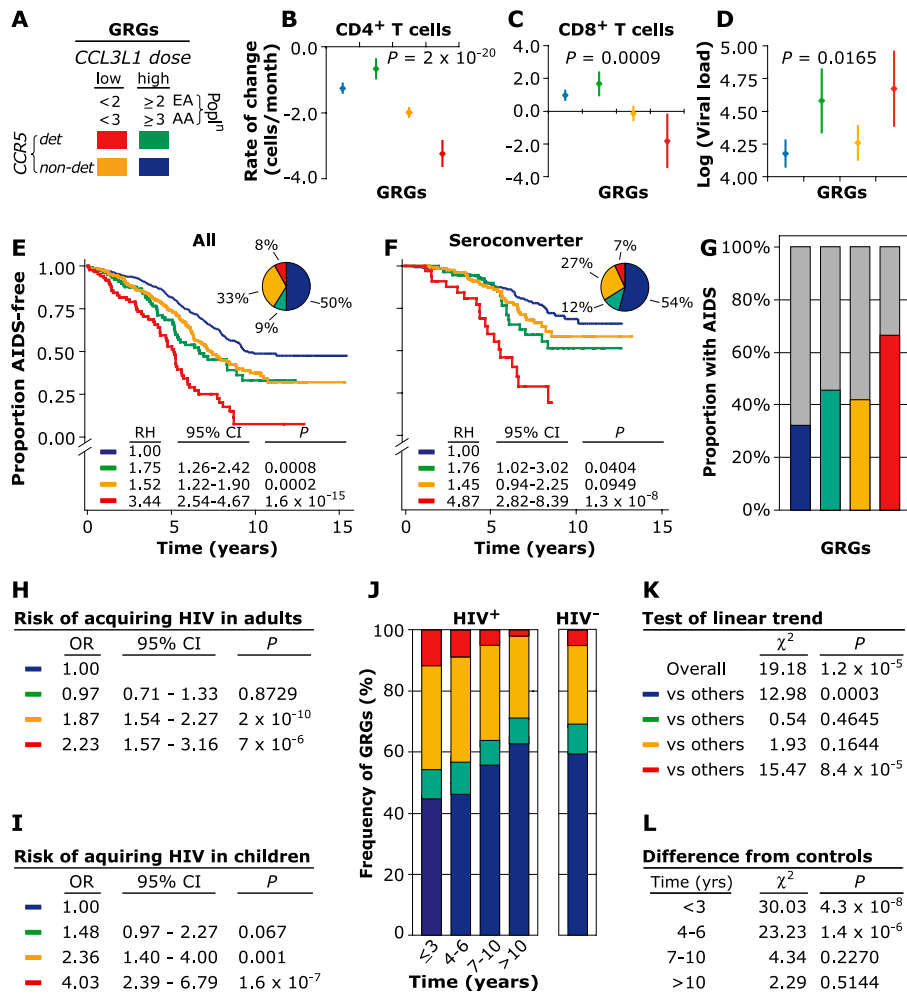 A
GRGs
CCL3L1 dose
low high
<2 ≥2 EA
<3 ≥3 AA
Popl^n
CCR5
det
non-det
B
CD4+ T cells
P = 2 x 10^-20
Rate of change
(cells/month)
0.0
-2.0
-4.0
GRGs
C
CD8+ T cells
P = 0.0009
4.0
2.0
0.0
-2.0
-4.0
GRGs
D
P = 0.0165
Log (Viral load)
5.00
4.75
4.50
4.25
4.00
GRGs
E
All
8%
33%
50%
9%
Proportion AIDS-free
1.00
0.75
0.50
0.25
0.00
RH 95% CI P
1.00
1.75 1.26-2.42 0.0008
1.52 1.22-1.90 0.0002
3.44 2.54-4.67 1.6 x 10^-15
0 5 10 15
Time (years)
F
Seroconverter
7%
27%
12%
54%
RH 95% CI P
1.00
1.76 1.02-3.02 0.0404
1.45 0.94-2.25 0.0949
4.87 2.82-8.39 1.3 x 10^-8
0 5 10 15
Time (years)
G
Proportion with AIDS
100%
80%
60%
40%
20%
0%
GRGs
H
Risk of acquiring HIV in adults
OR 95% CI P
1.00
0.97 0.71 - 1.33 0.8729
1.87 1.54 - 2.27 2 x 10^-10
2.23 1.57 - 3.16 7 x 10^-6
I
Risk of aquiring HIV in children
OR 95% CI P
1.00
1.48 0.97 - 2.27 0.067
2.36 1.40 - 4.00 0.001
4.03 2.39 - 6.79 1.6 x 10^-7
J
HIV+ HIV-
Frequency of GRGs (%)
100
80
60
40
20
0
≤3 4-6 7-10 >10
Time (years)
K
Test of linear trend
χ² P
Overall 19.18 1.2 x 10^-5
vs others 12.98 0.0003
vs others 0.54 0.4645
vs others 1.93 0.1644
vs others 15.47 8.4 x 10^-5
L
Difference from controls
Time (yrs) χ² P
<3 30.03 4.3 x 10^-8
4-6 23.23 1.4 x 10^-6
7-10 4.34 0.2270
>10 2.29 0.5144